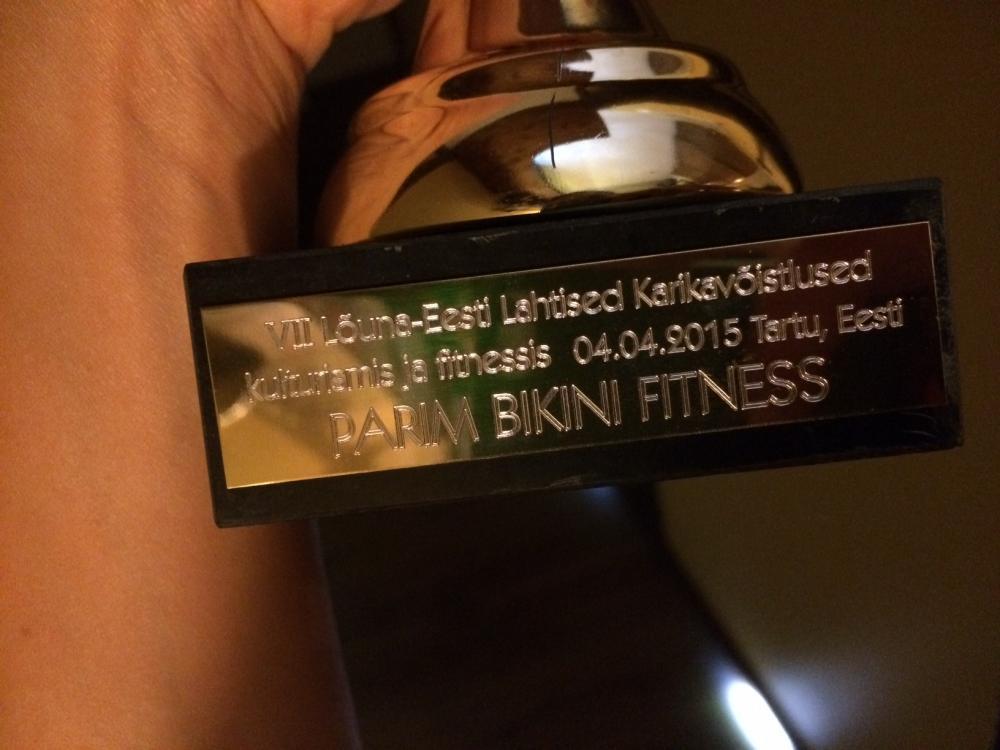 VII Lõuna-Eesti Lahtised Karikavõistlused
kulturismis ja fitnessis 04.04.2015 Tartu, Eesti
PARIM BIKINI FITNESS